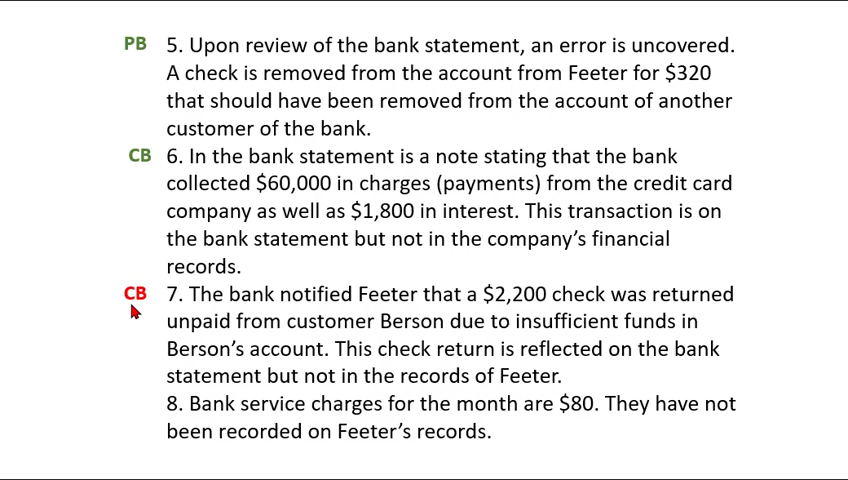 PB 5. Upon review of the bank statement, an error is uncovered.
A check is removed from the account from Feeter for $320
that should have been removed from the account of another
customer of the bank.
CB 6. In the bank statement is a note stating that the bank
collected $60,000 in charges (payments) from the credit card
company as well as $1,800 in interest. This transaction is on
the bank statement but not in the company’s financial
records.
CB 7. The bank notified Feeter that a $2,200 check was returned
unpaid from customer Berson due to insufficient funds in
Berson’s account. This check return is reflected on the bank
statement but not in the records of Feeter.
8. Bank service charges for the month are $80. They have not
been recorded on Feeter’s records.